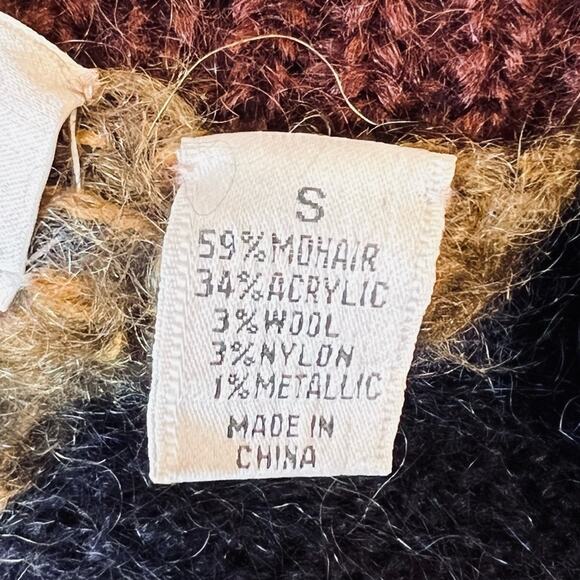 S
59% MOHAIR
34% ACRYLIC
3% WOOL
3% NYLON
1% METALLIC
MADE IN
CHINA